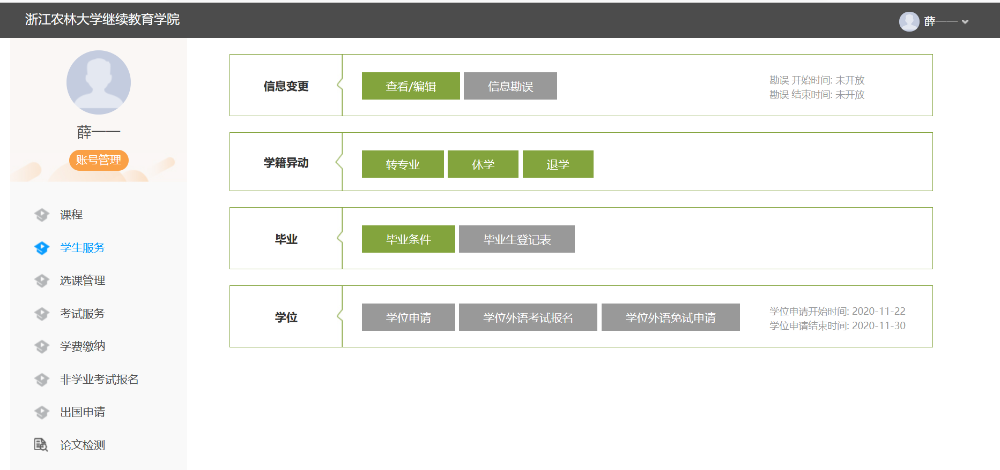 浙江农林大学继续教育学院
薛一一
薛一一
账号管理
课程
学生服务
选课管理
考试服务
学费缴纳
非学业考试报名
出国申请
论文检测
信息变更
查看/编辑
信息勘误
勘误 开始时间: 未开放
勘误 结束时间: 未开放
学籍异动
转专业
休学
退学
毕业
毕业条件
毕业生登记表
学位
学位申请
学位外语考试报名
学位外语免试申请
学位申请开始时间: 2020-11-22
学位申请结束时间: 2020-11-30